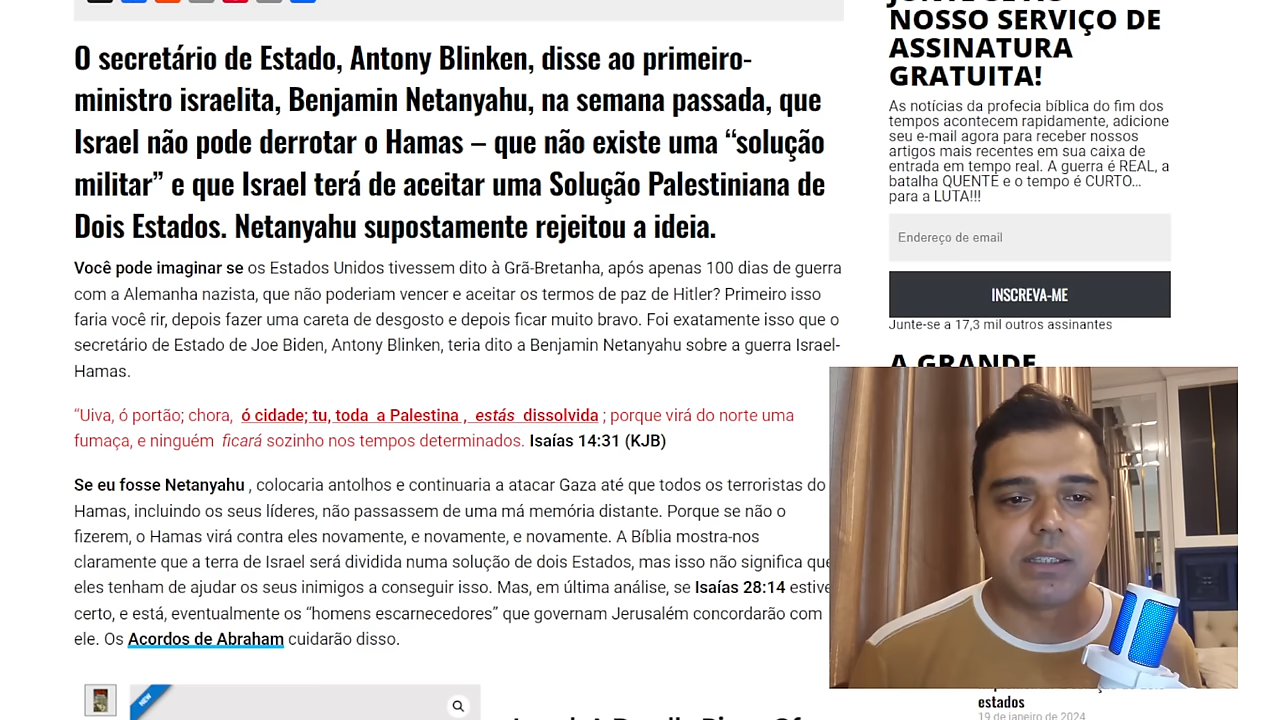 O secretário de Estado, Antony Blinken, disse ao primeiro-
ministro israelita, Benjamin Netanyahu, na semana passada, que
Israel não pode derrotar o Hamas – que não existe uma “solução
militar” e que Israel terá de aceitar uma Solução Palestiniana de
Dois Estados. Netanyahu supostamente rejeitou a ideia.
Você pode imaginar se os Estados Unidos tivessem dito à Grã-Bretanha, após apenas 100 dias de guerra
com a Alemanha nazista, que não poderiam vencer e aceitar os termos de paz de Hitler? Primeiro isso
faria você rir, depois fazer uma careta de desgosto e depois ficar muito bravo. Foi exatamente isso que o
secretário de Estado de Joe Biden, Antony Blinken, teria dito a Benjamin Netanyahu sobre a guerra Israel-
Hamas.
“Uiva, ó portão; chora, ó cidade; tu, toda a Palestina , estás dissolvida ; porque virá do norte uma
fumaça, e ninguém ficará sozinho nos tempos determinados. Isaías 14:31 (KJB)
Se eu fosse Netanyahu , colocaria antolhos e continuaria a atacar Gaza até que todos os terroristas do
Hamas, incluindo os seus líderes, não passassem de uma má memória distante. Porque se não o
fizerem, o Hamas virá contra eles novamente, e novamente, e novamente. A Bíblia mostra-nos
claramente que a terra de Israel será dividida numa solução de dois Estados, mas isso não significa que
eles tenham de ajudar os seus inimigos a conseguir isso. Mas, em última análise, se Isaías 28:14 estive
certo, e está, eventualmente os “homens escarnecedores” que governam Jerusalém concordarão com
ele. Os Acordos de Abraham cuidarão disso.
NEW
NOSSO SERVIÇO DE
ASSINATURA
GRATUITA!
As notícias da profecia bíblica do fim dos
tempos acontecem rapidamente, adicione
seu e-mail agora para receber nossos
artigos mais recentes em sua caixa de
entrada em tempo real. A guerra é REAL, a
batalha QUENTE e o tempo é CURTO...
para a LUTA!!!
Endereço de email
INSCREVA-ME
Junte-se a 17,3 mil outros assinantes
A GRANDE
estados
19 de janeiro de 2024